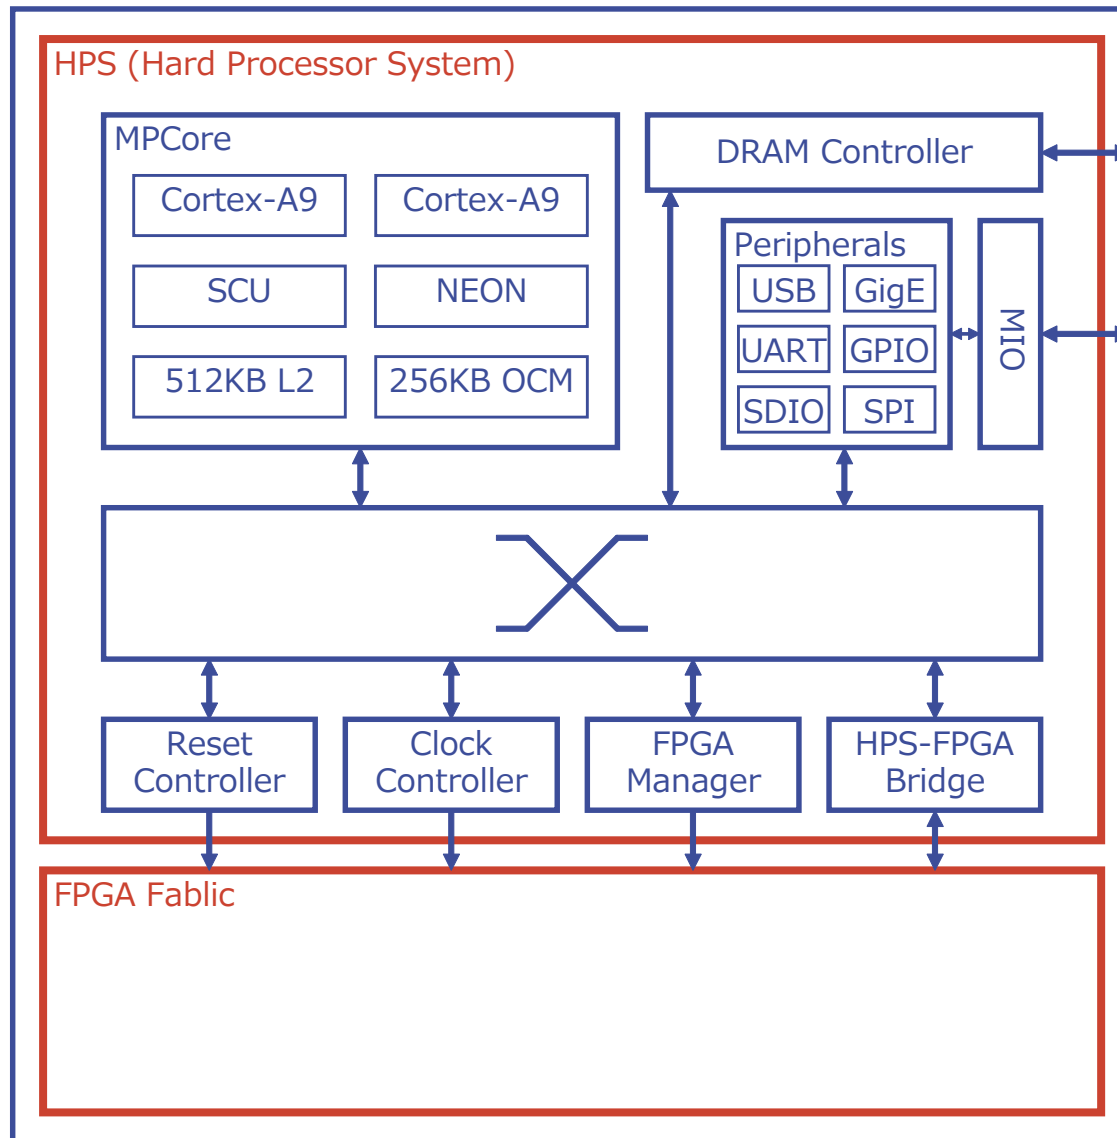 HPS (Hard Processor System)
MPCore
Cortex-A9
Cortex-A9
SCU
NEON
512KB L2
256KB OCM
DRAM Controller
Peripherals
USB
GigE
UART
GPIO
SDIO
SPI
MIO
Reset
Controller
Clock
Controller
FPGA
Manager
HPS-FPGA
Bridge
FPGA Fablic